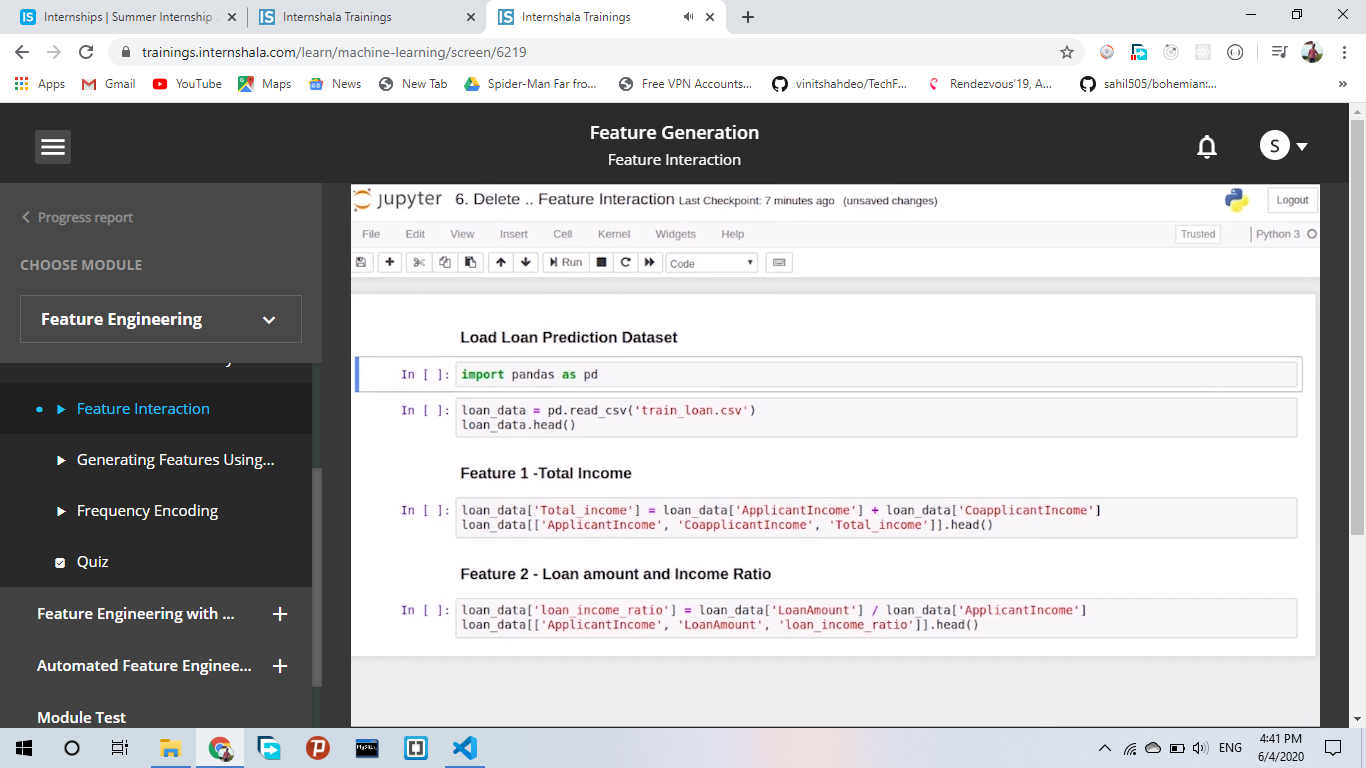 Internships | Summer Internship
Internshala Trainings
Internshala Trainings
trainings.internshala.com/learn/machine-learning/screen/6219
Apps
Gmail
YouTube
Maps
News
New Tab
Spider-Man Far fro...
Free VPN Accounts...
vinitshahdeo/TechF...
Rendezvous'19, A...
sahil505/bohemian:...
Feature Generation
Feature Interaction
S
Progress report
CHOOSE MODULE
Feature Engineering
Feature Interaction
Generating Features Using...
Frequency Encoding
Quiz
Feature Engineering with ...
Automated Feature Enginee...
Module Test
jupyter 6. Delete .. Feature Interaction Last Checkpoint: 7 minutes ago (unsaved changes)
Logout
File Edit View Insert Cell Kernel Widgets Help
Trusted
Python 3
Run
Code
Load Loan Prediction Dataset
In [ ]: import pandas as pd
In [ ]: loan_data = pd.read_csv('train_loan.csv')
loan_data.head()
Feature 1 -Total Income
In [ ]: loan_data['Total_income'] = loan_data['ApplicantIncome'] + loan_data['CoapplicantIncome']
loan_data[['ApplicantIncome', 'CoapplicantIncome', 'Total_income']].head()
Feature 2 - Loan amount and Income Ratio
In [ ]: loan_data['loan_income_ratio'] = loan_data['LoanAmount'] / loan_data['ApplicantIncome']
loan_data[['ApplicantIncome', 'LoanAmount', 'loan_income_ratio']].head()
ENG
4:41 PM
6/4/2020